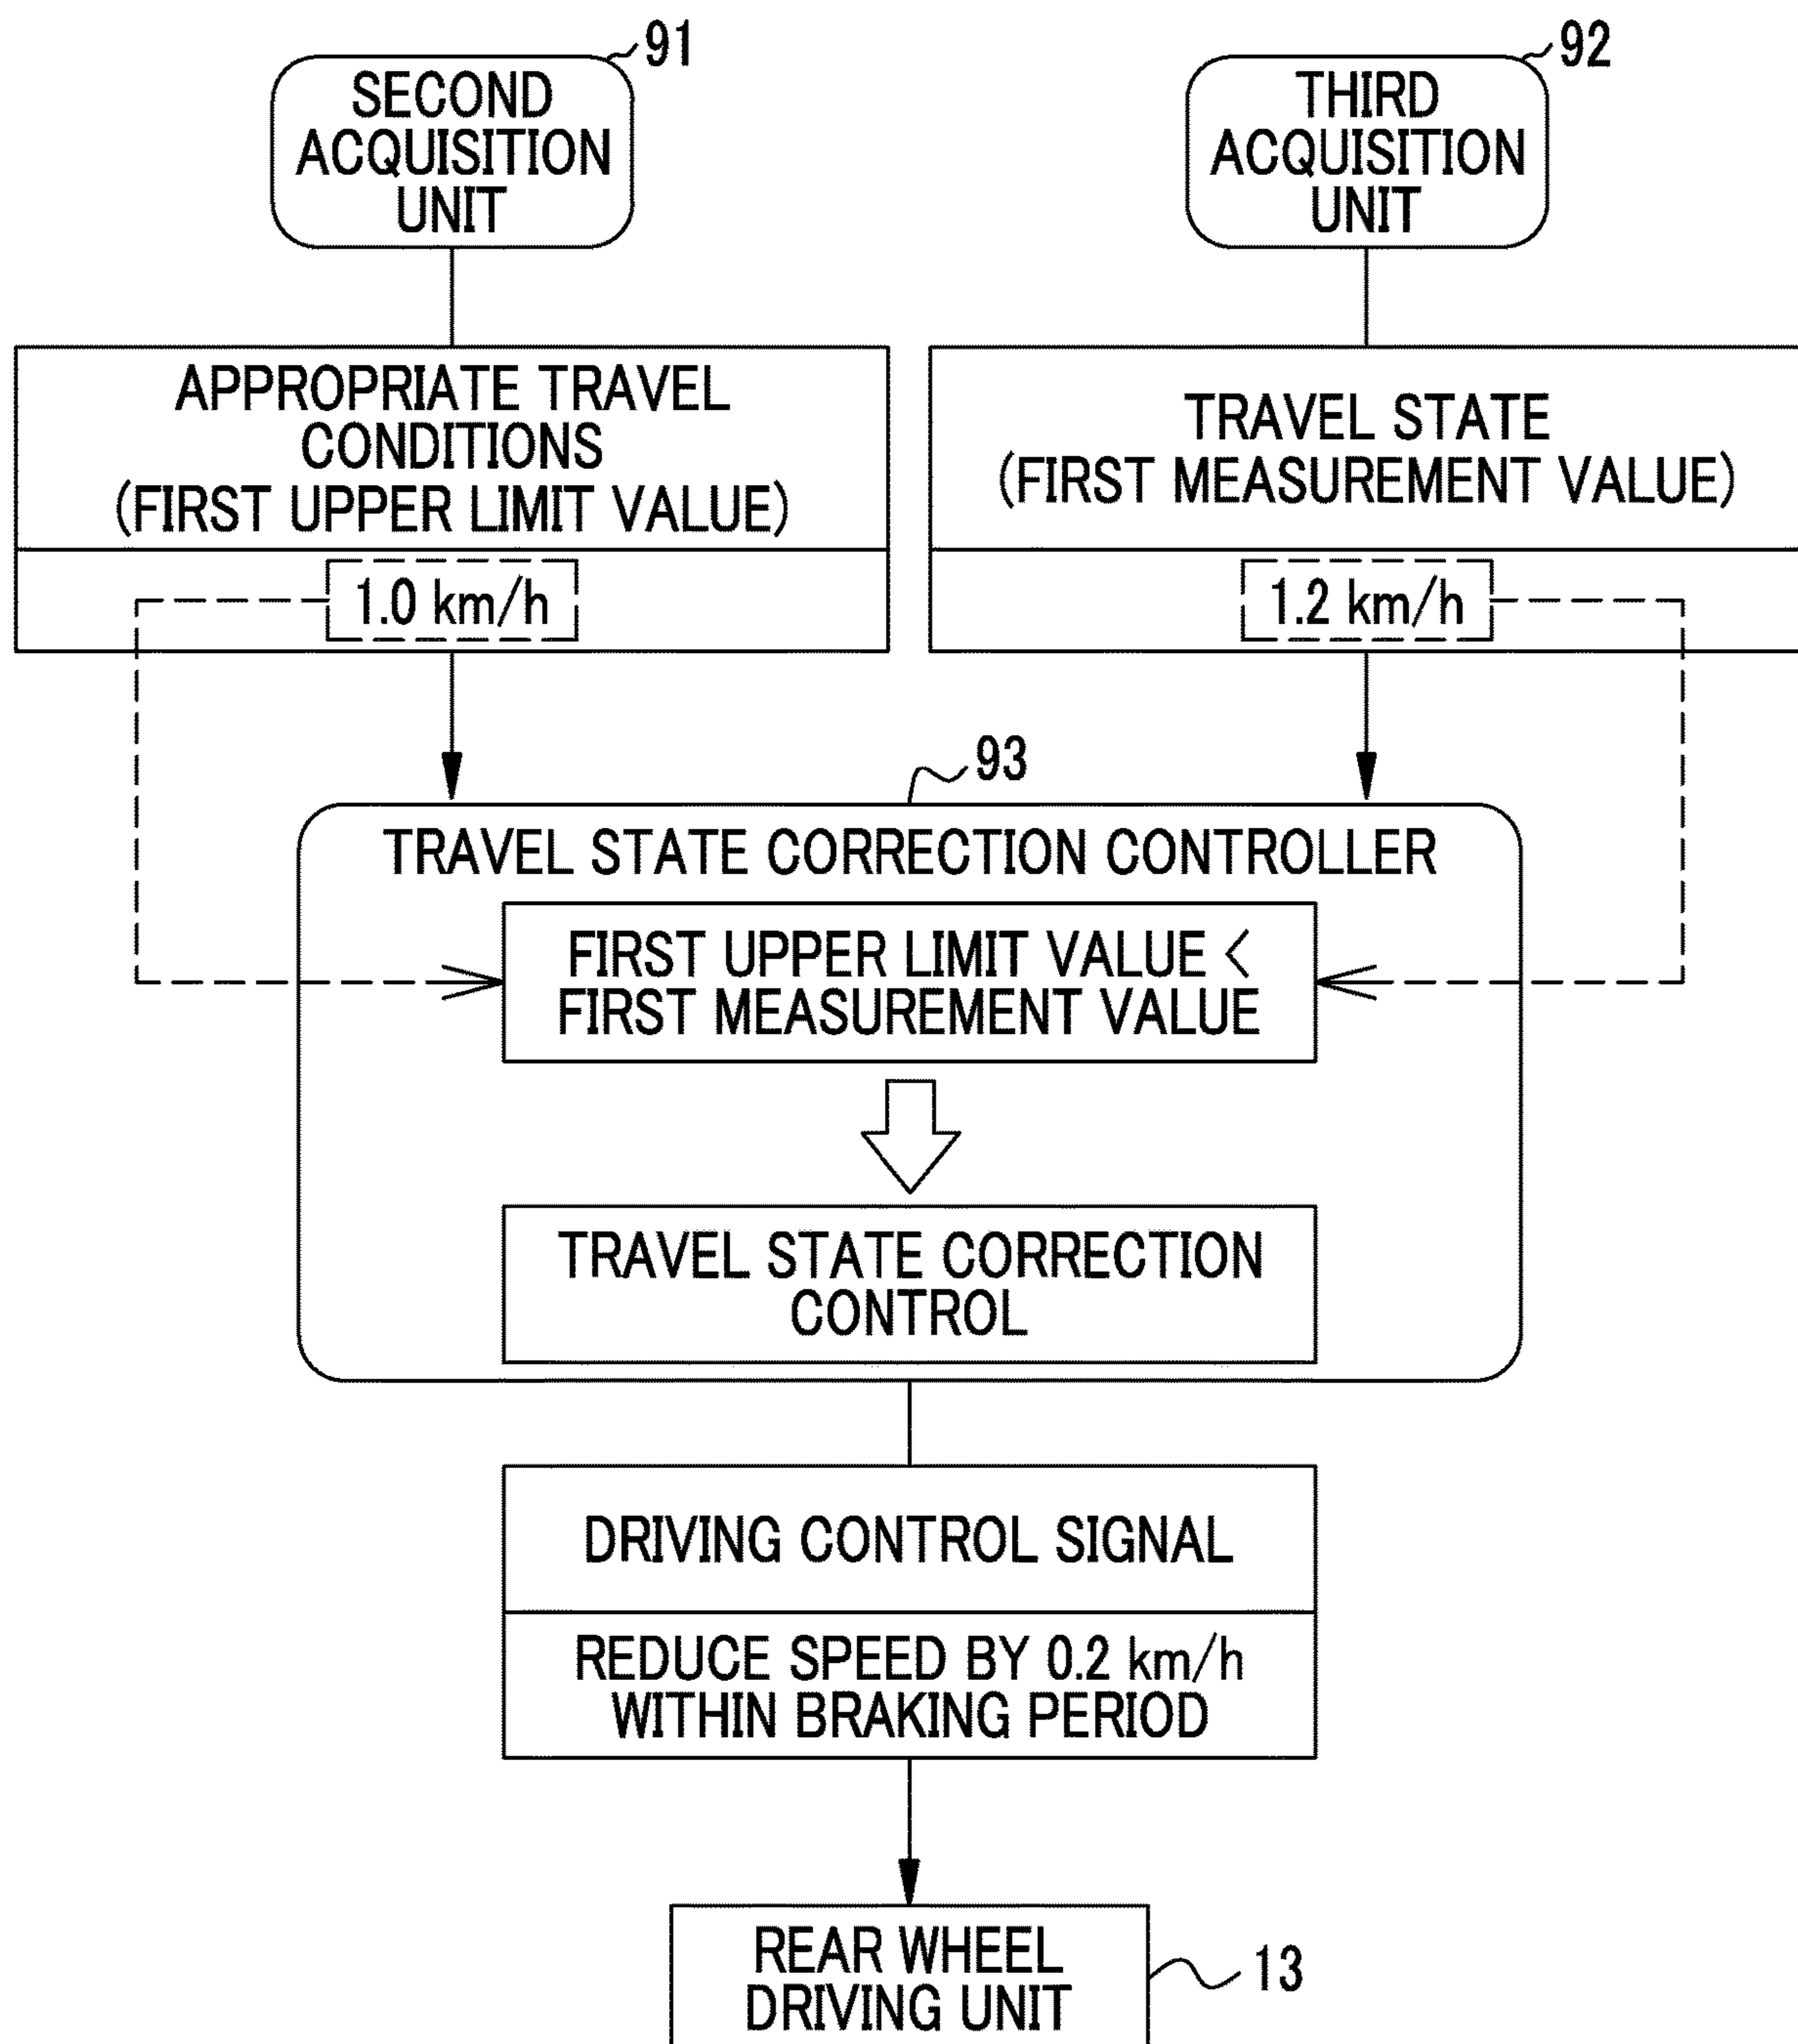 91
SECOND
ACQUISITION
UNIT
92
THIRD
ACQUISITION
UNIT
APPROPRIATE TRAVEL
CONDITIONS
(FIRST UPPER LIMIT VALUE)
1.0 km/h
TRAVEL STATE
(FIRST MEASUREMENT VALUE)
1.2 km/h
93
TRAVEL STATE CORRECTION CONTROLLER
FIRST UPPER LIMIT VALUE <
FIRST MEASUREMENT VALUE
TRAVEL STATE CORRECTION
CONTROL
DRIVING CONTROL SIGNAL
REDUCE SPEED BY 0.2 km/h
WITHIN BRAKING PERIOD
REAR WHEEL
DRIVING UNIT
13